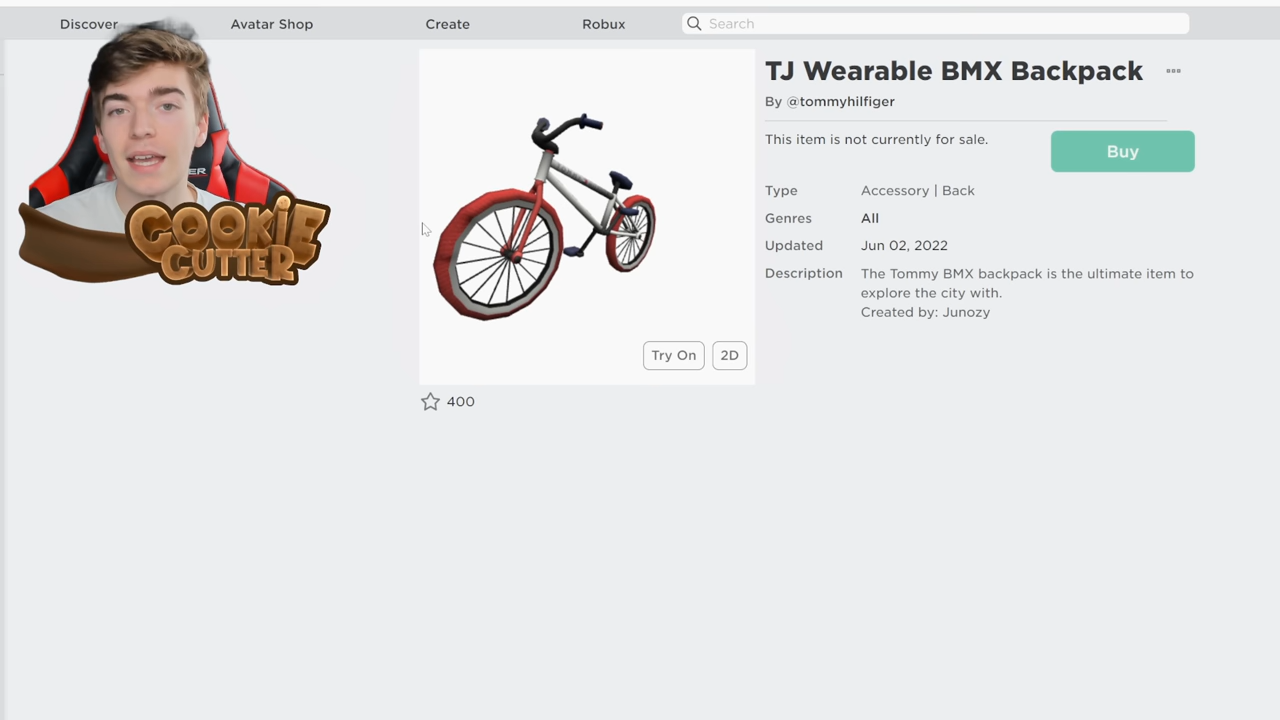 Discover Avatar Shop Create Robux Search
TJ Wearable BMX Backpack
By @tommyhilfiger
This item is not currently for sale.
Buy
Type Accessory | Back
Genres All
Updated Jun 02, 2022
Description The Tommy BMX backpack is the ultimate item to
explore the city with.
Created by: Junozy
Try On 2D
400
COOKIE
CUTTER